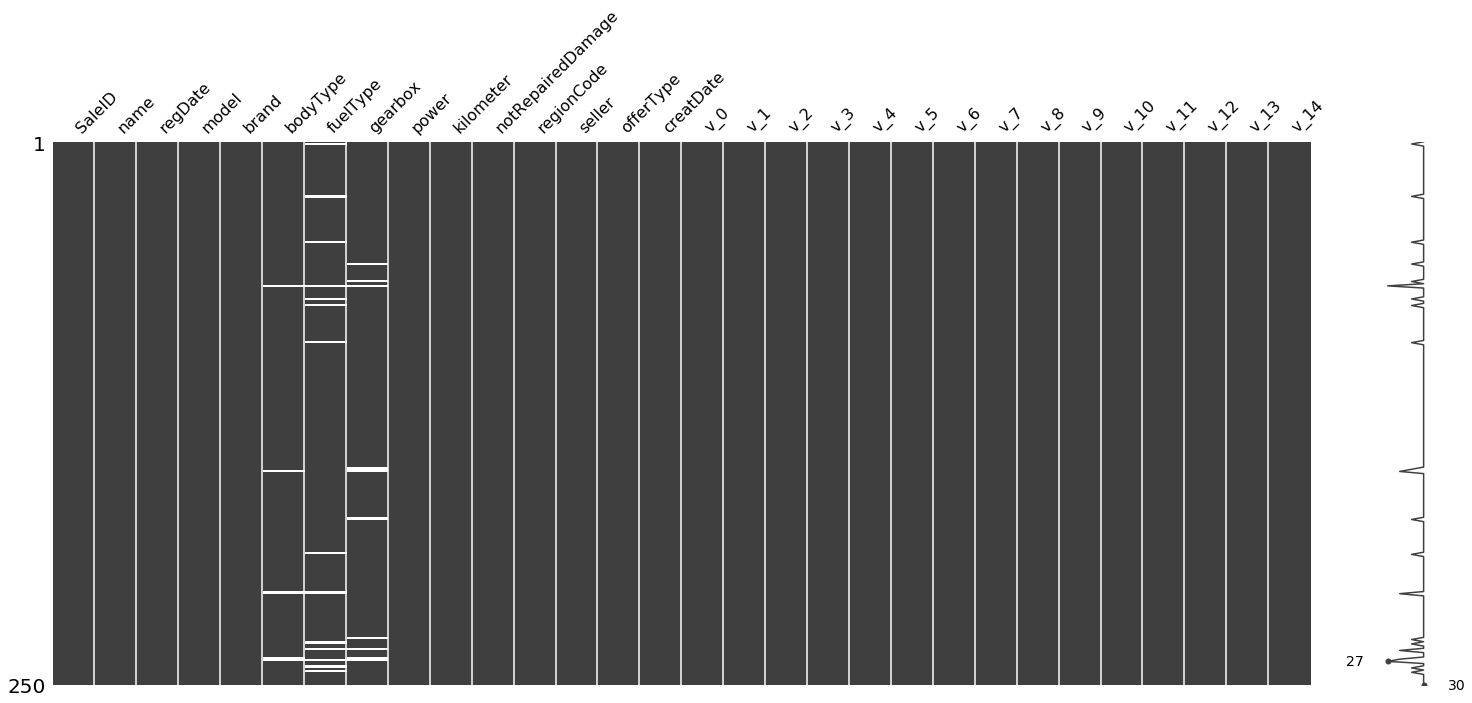 SaleID
name
regDate
model
brand
bodyType
fuelType
gearbox
power
kilometer
notRepairedDamage
regionCode
seller
offerType
creatDate
v_0
v_1
v_2
v_3
v_4
v_5
v_6
v_7
v_8
v_9
v_10
v_11
v_12
v_13
v_14
1
27
250
30